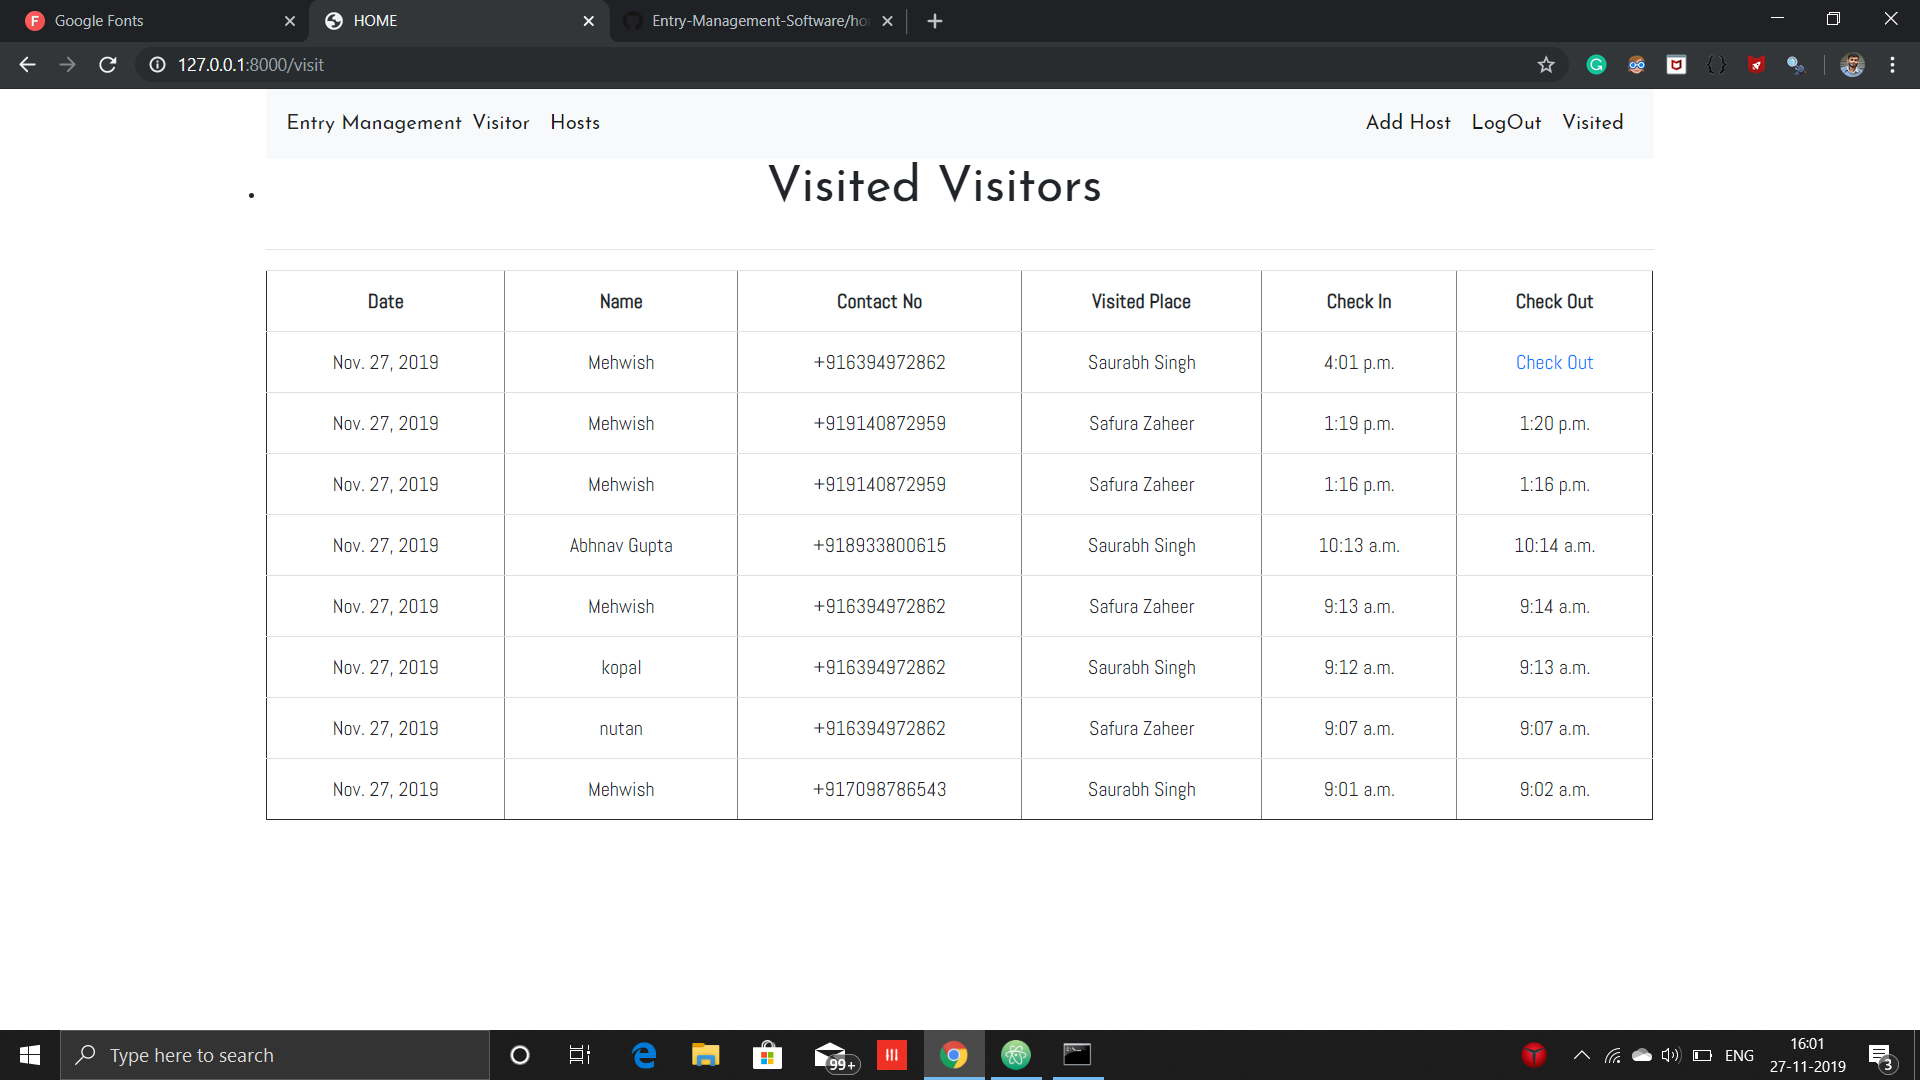 Google Fonts HOME Entry-Management-Software/ho
127.0.0.1:8000/visit
Entry Management Visitor Hosts Add Host LogOut Visited
Visited Visitors
Date Name Contact No Visited Place Check In Check Out
Nov. 27, 2019 Mehwish +916394972862 Saurabh Singh 4:01 p.m. Check Out
Nov. 27, 2019 Mehwish +919140872959 Safura Zaheer 1:19 p.m. 1:20 p.m.
Nov. 27, 2019 Mehwish +919140872959 Safura Zaheer 1:16 p.m. 1:16 p.m.
Nov. 27, 2019 Abhnav Gupta +918933800615 Saurabh Singh 10:13 a.m. 10:14 a.m.
Nov. 27, 2019 Mehwish +916394972862 Safura Zaheer 9:13 a.m. 9:14 a.m.
Nov. 27, 2019 kopal +916394972862 Saurabh Singh 9:12 a.m. 9:13 a.m.
Nov. 27, 2019 nutan +916394972862 Safura Zaheer 9:07 a.m. 9:07 a.m.
Nov. 27, 2019 Mehwish +917098786543 Saurabh Singh 9:01 a.m. 9:02 a.m.
Type here to search 99+ ENG 16:01
27-11-2019 3